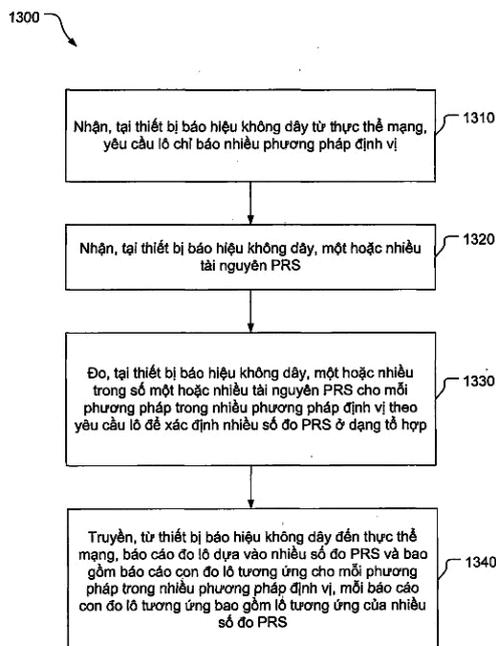 1300
Nhận, tại thiết bị báo hiệu không dây từ thực thể mạng,
yêu cầu lô chỉ báo nhiều phương pháp định vị
1310
Nhận, tại thiết bị báo hiệu không dây, một hoặc nhiều
tài nguyên PRS
1320
Đo, tại thiết bị báo hiệu không dây, một hoặc nhiều
trong số một hoặc nhiều tài nguyên PRS cho mỗi
phương pháp trong nhiều phương pháp định vị theo
yêu cầu lô để xác định nhiều số đo PRS ở dạng tổ hợp
1330
Truyền, từ thiết bị báo hiệu không dây đến thực thể
mạng, báo cáo đo lô dựa vào nhiều số đo PRS và bao
gồm báo cáo con đo lô tương ứng cho mỗi phương
pháp trong nhiều phương pháp định vị, mỗi báo cáo
con đo lô tương ứng bao gồm lô tương ứng của nhiều
số đo PRS
1340